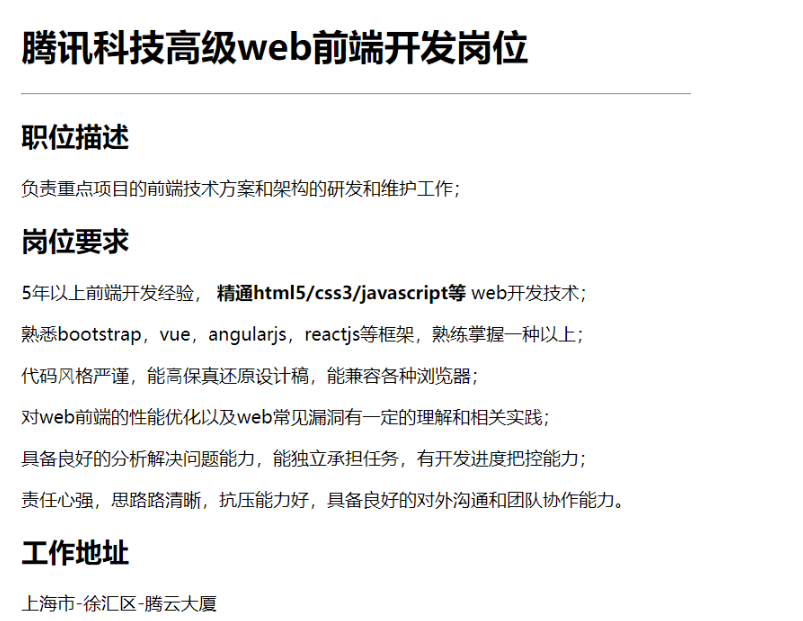 腾讯科技高级web前端开发岗位
职位描述
负责重点项目的前端技术方案和架构的研发和维护工作；
岗位要求
5年以上前端开发经验， 精通html5/css3/javascript等 web开发技术；
熟悉bootstrap，vue，angularjs，reactjs等框架，熟练掌握一种以上；
代码风格严谨，能高保真还原设计稿，能兼容各种浏览器；
对web前端的性能优化以及web常见漏洞有一定的理解和相关实践；
具备良好的分析解决问题能力，能独立承担任务，有开发进度把控能力；
责任心强，思路路清晰，抗压能力好，具备良好的对外沟通和团队协作能力。
工作地址
上海市-徐汇区-腾云大厦